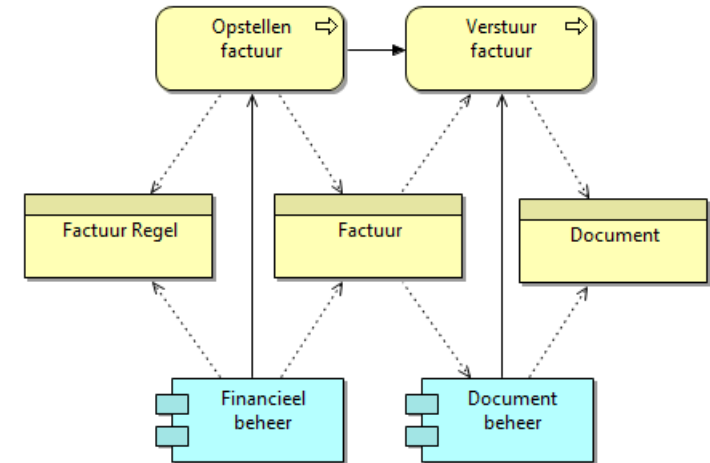 Opstellen
factuur
Verstuur
factuur
Factuur Regel
Factuur
Document
Financieel
beheer
Document
beheer